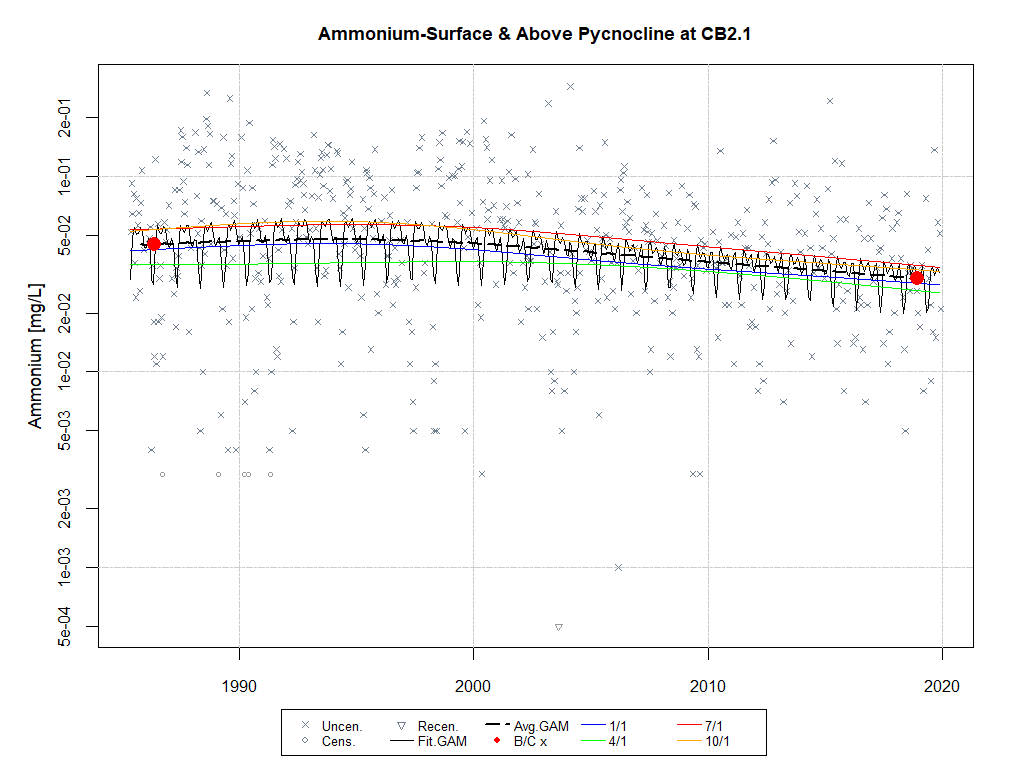 Ammonium-Surface & Above Pycnocline at CB2.1
Ammonium [mg/L]
2e-01
1e-01
5e-02
2e-02
1e-02
5e-03
2e-03
1e-03
5e-04
1990 2000 2010 2020
Uncen. Recen. Avg.GAM 1/1 7/1
Cens. Fit.GAM B/C x 4/1 10/1